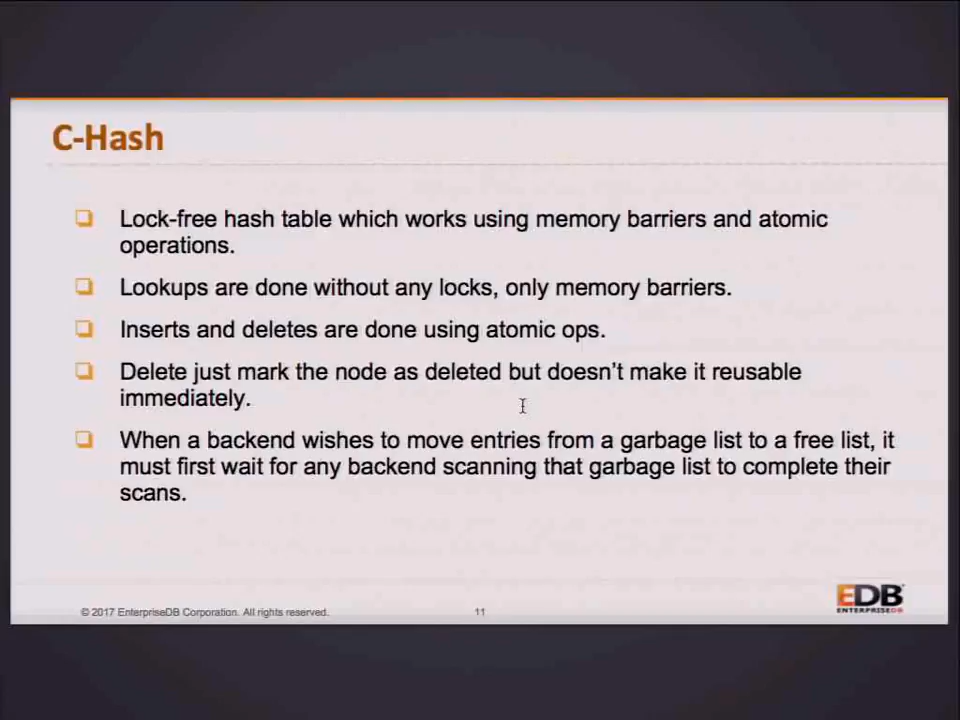 C-Hash
Lock-free hash table which works using memory barriers and atomic
operations.
Lookups are done without any locks, only memory barriers.
Inserts and deletes are done using atomic ops.
Delete just mark the node as deleted but doesn't make it reusable
immediately.
When a backend wishes to move entries from a garbage list to a free list, it
must first wait for any backend scanning that garbage list to complete their
scans.
© 2017 EnterpriseDB Corporation. All rights reserved.
11
EDB
ENTERPRISEDB